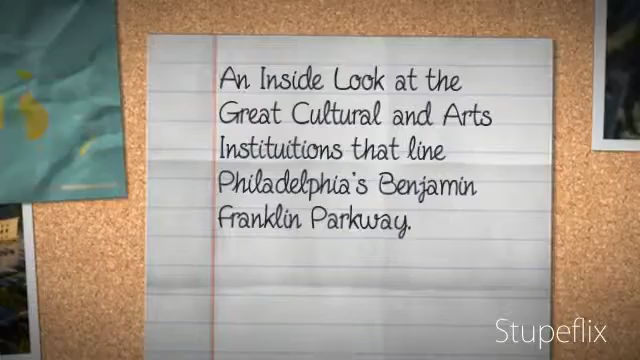 An Inside Look at the
Great Cultural and Arts
Instituitions that line
Philadelphia's Benjamin
Franklin Parkway.
Stupeflix